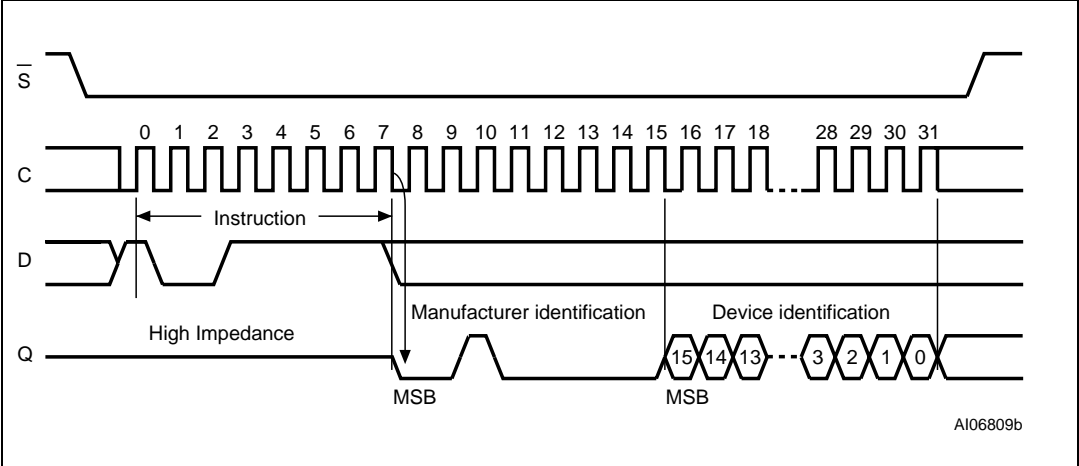 S
0 1 2 3 4 5 6 7 8 9 10 11 12 13 14 15 16 17 18 28 29 30 31
C
Instruction
D
Manufacturer identification Device identification
High Impedance
Q 15 14 13 3 2 1 0
MSB MSB
AI06809b